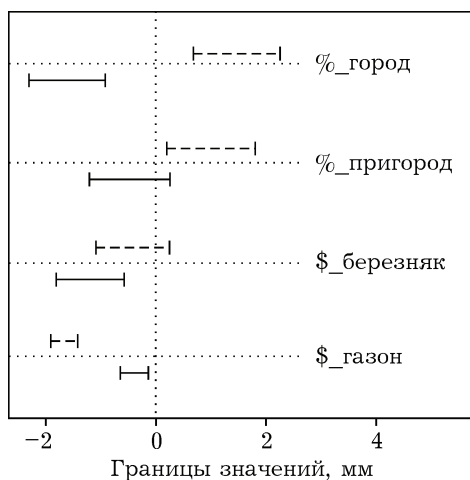 %_город
%_пригород
$_березняк
$_газон
−2 0 2 4
Границы значений, мм